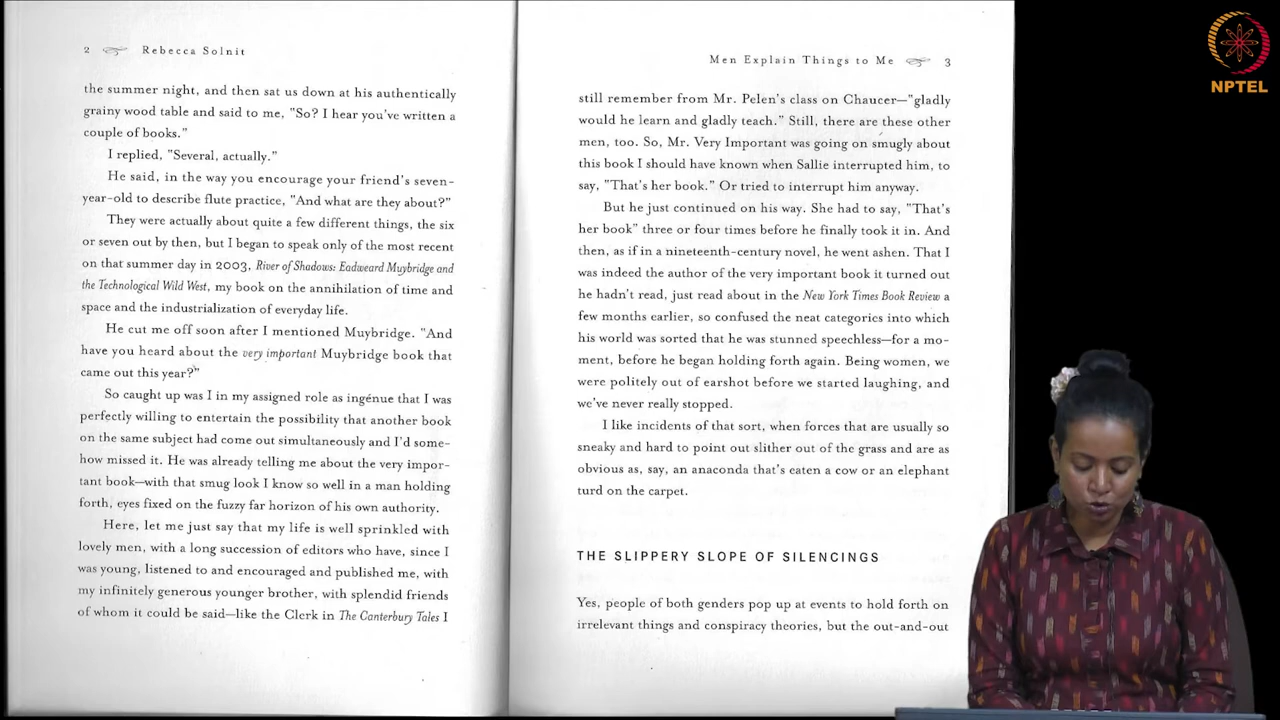 2 Rebecca Solnit
the summer night, and then sat us down at his authentically
grainy wood table and said to me, "So? I hear you've written a
couple of books."
I replied, "Several, actually."
He said, in the way you encourage your friend's seven-
year-old to describe flute practice, "And what are they about?"
They were actually about quite a few different things, the six
or seven out by then, but I began to speak only of the most recent
on that summer day in 2003, River of Shadows: Eadweard Muybridge and
the Technological Wild West, my book on the annihilation of time and
space and the industrialization of everyday life.
He cut me off soon after I mentioned Muybridge. "And
have you heard about the very important Muybridge book that
came out this year?"
So caught up was I in my assigned role as ingénue that I was
perfectly willing to entertain the possibility that another book
on the same subject had come out simultaneously and I'd some-
how missed it. He was already telling me about the very impor-
tant book—with that smug look I know so well in a man holding
forth, eyes fixed on the fuzzy far horizon of his own authority.
Here, let me just say that my life is well sprinkled with
lovely men, with a long succession of editors who have, since I
was young, listened to and encouraged and published me, with
my infinitely generous younger brother, with splendid friends
of whom it could be said—like the Clerk in The Canterbury Tales I
Men Explain Things to Me 3
still remember from Mr. Pelen's class on Chaucer—"gladly
would he learn and gladly teach." Still, there are these other
men, too. So, Mr. Very Important was going on smugly about
this book I should have known when Sallie interrupted him, to
say, "That's her book." Or tried to interrupt him anyway.
But he just continued on his way. She had to say, "That's
her book" three or four times before he finally took it in. And
then, as if in a nineteenth-century novel, he went ashen. That I
was indeed the author of the very important book it turned out
he hadn't read, just read about in the New York Times Book Review a
few months earlier, so confused the neat categories into which
his world was sorted that he was stunned speechless—for a mo-
ment, before he began holding forth again. Being women, we
were politely out of earshot before we started laughing, and
we've never really stopped.
I like incidents of that sort, when forces that are usually so
sneaky and hard to point out slither out of the grass and are as
obvious as, say, an anaconda that's eaten a cow or an elephant
turd on the carpet.
THE SLIPPERY SLOPE OF SILENCINGS
Yes, people of both genders pop up at events to hold forth on
irrelevant things and conspiracy theories, but the out-and-out
NPTEL